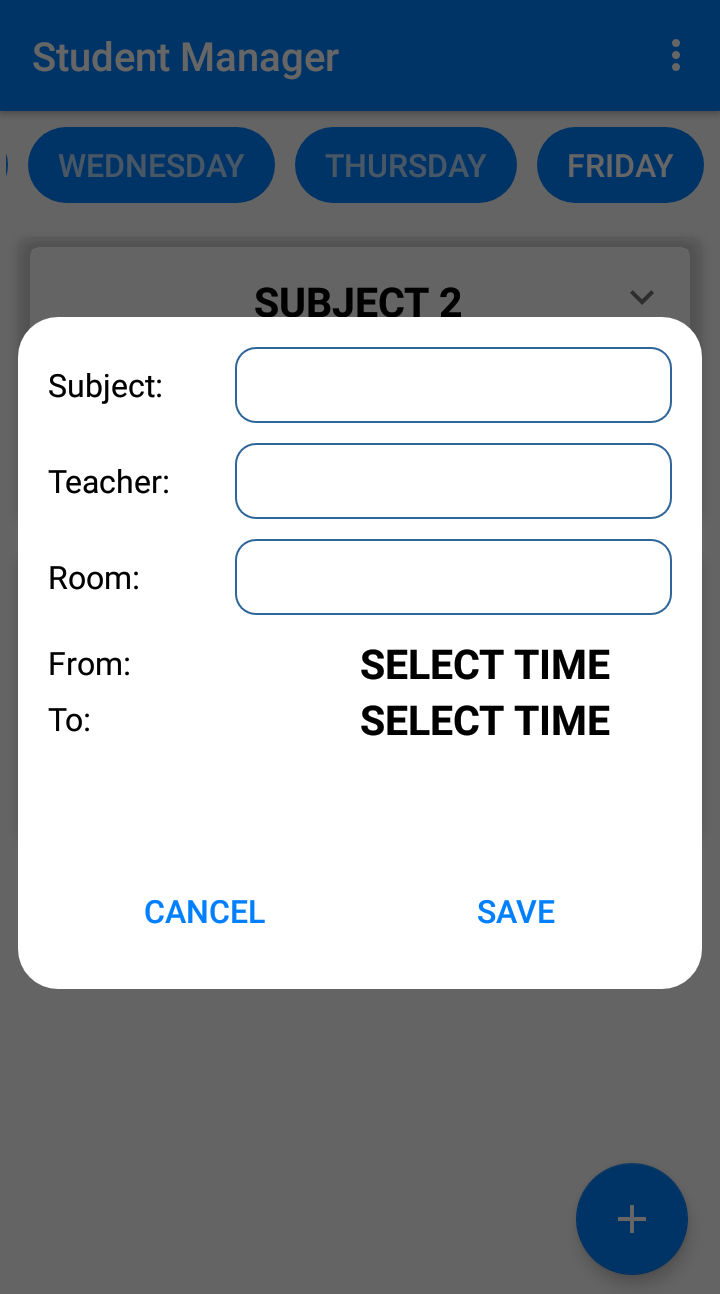 Student Manager
WEDNESDAY THURSDAY FRIDAY
SUBJECT 2
Subject:
Teacher:
Room:
From: SELECT TIME
To: SELECT TIME
CANCEL SAVE